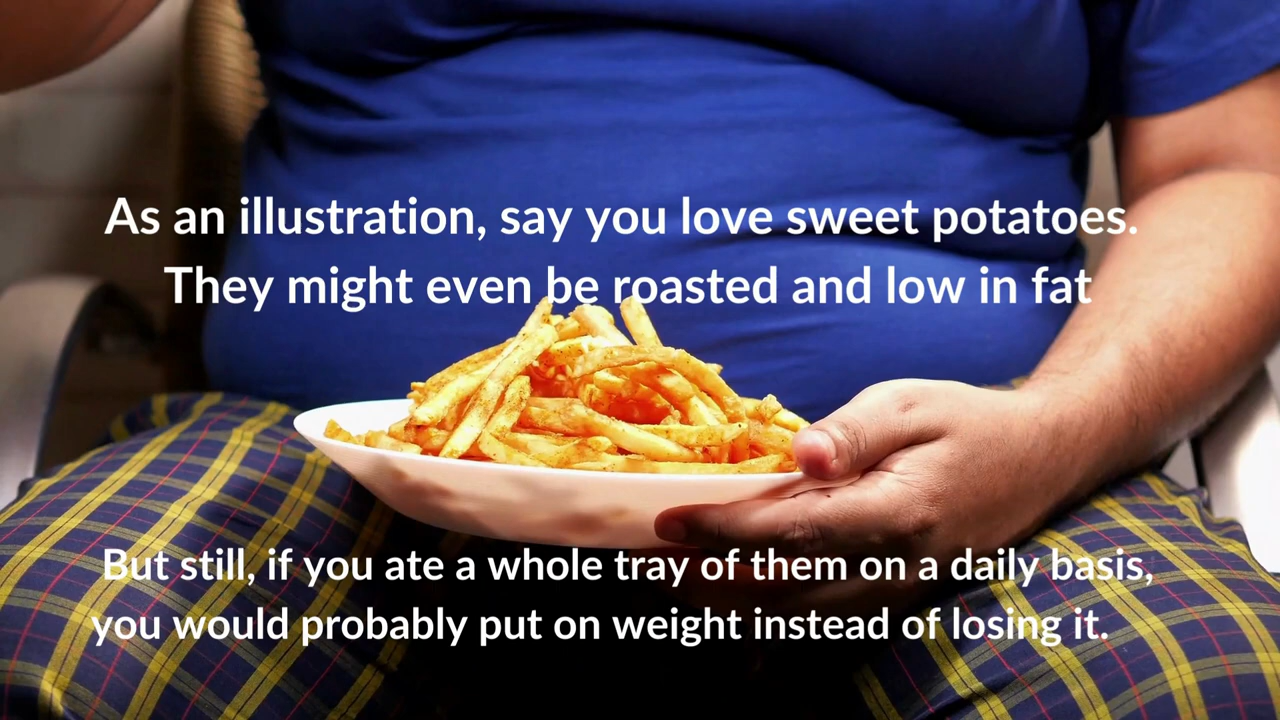 As an illustration, say you love sweet potatoes.
They might even be roasted and low in fat
But still, if you ate a whole tray of them on a daily basis,
you would probably put on weight instead of losing it.